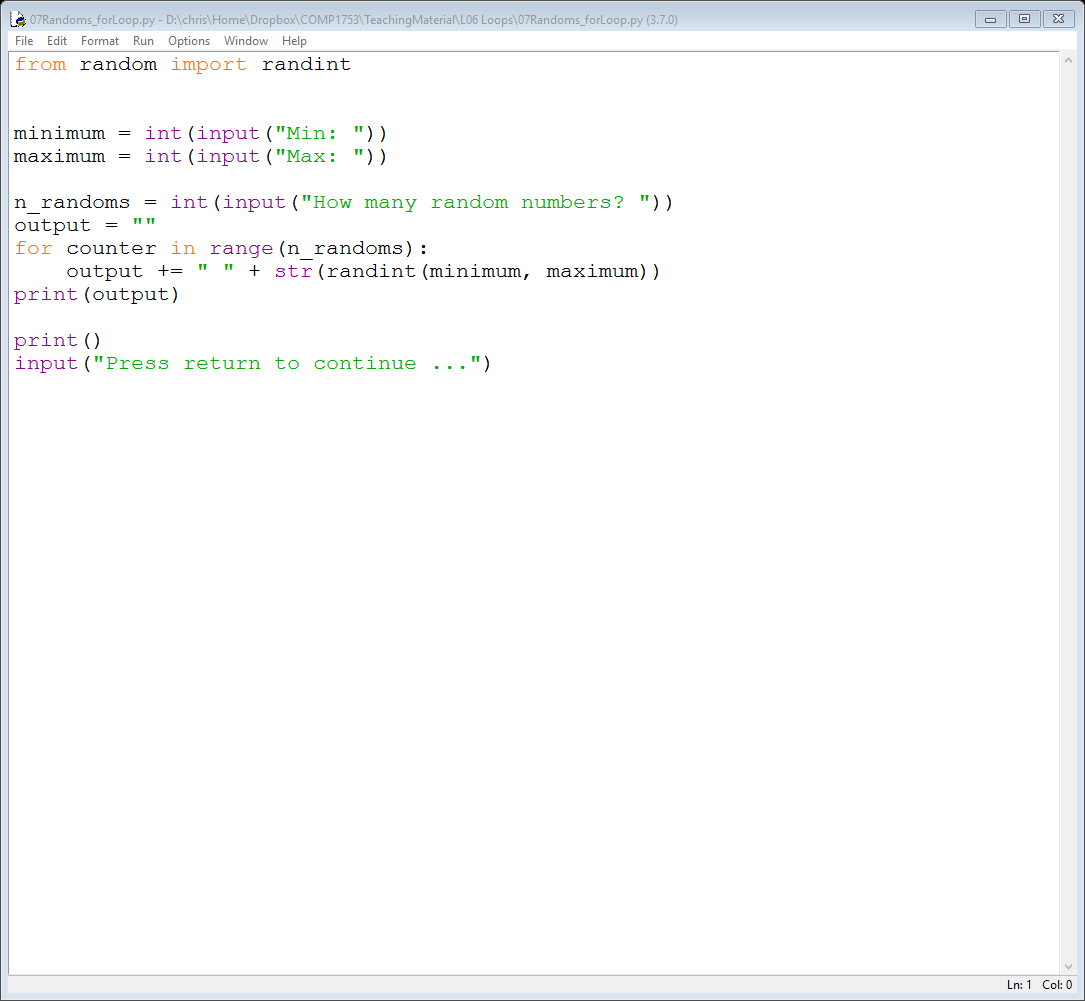 07Randoms_forLoop.py - D:\chris\Home\Dropbox\COMP1753\TeachingMaterial\L06 Loops\07Randoms_forLoop.py (3.7.0)
File Edit Format Run Options Window Help
from random import randint
minimum = int(input("Min: "))
maximum = int(input("Max: "))
n_randoms = int(input("How many random numbers? "))
output = ""
for counter in range(n_randoms):
    output += " " + str(randint(minimum, maximum))
print(output)
print()
input("Press return to continue ...")
Ln: 1 Col: 0